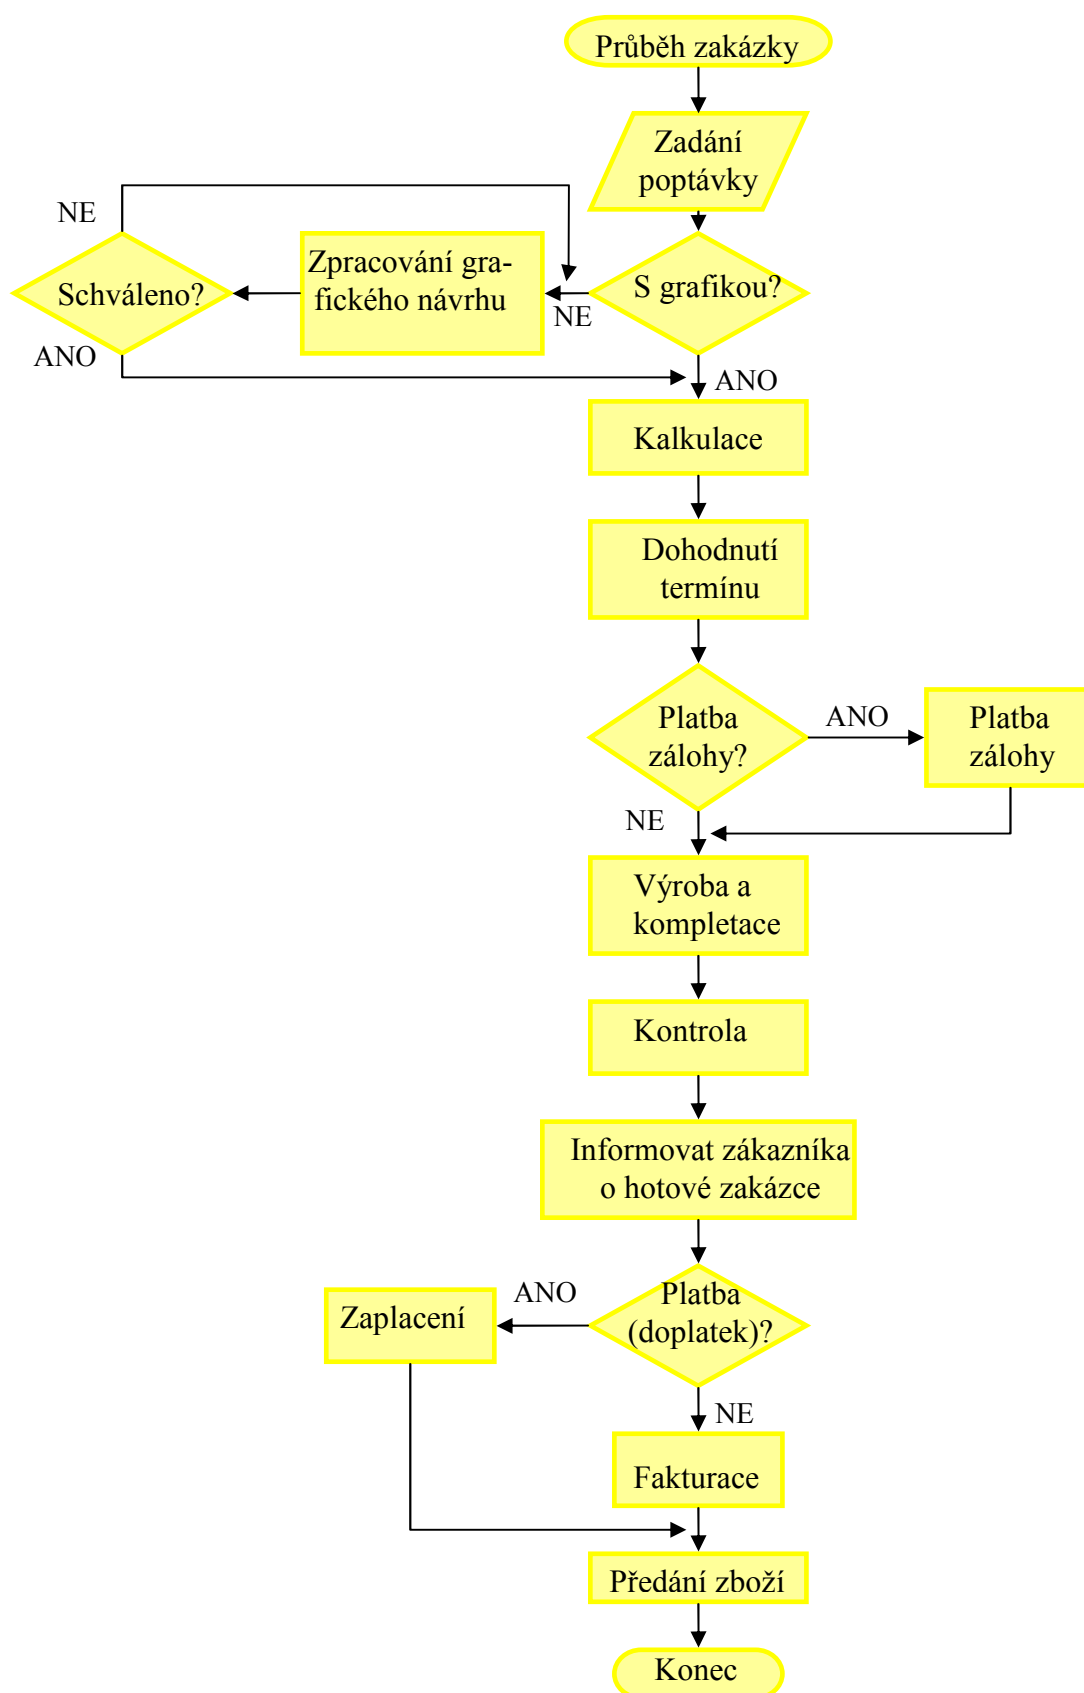 Průběh zakázky
Zadání
poptávky
NE
Zpracování gra-
fického návrhu
S grafikou?
Schváleno?
NE
ANO
ANO
Kalkulace
Dohodnutí
termínu
Platba
zálohy?
ANO
Platba
zálohy
NE
Výroba a
kompletace
Kontrola
Informovat zákazníka
o hotové zakázce
Platba
(doplatek)?
ANO
Zaplacení
NE
Fakturace
Předání zboží
Konec